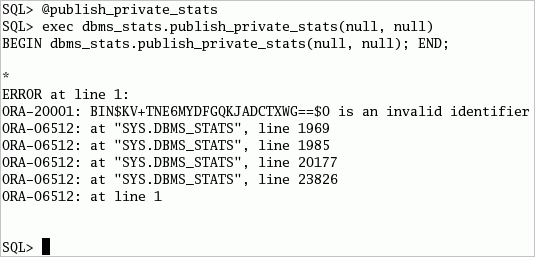 SQL> @publish_private_stats
SQL> exec dbms_stats.publish_private_stats(null, null)
BEGIN dbms_stats.publish_private_stats(null, null); END;
*
ERROR at line 1:
ORA-20001: BIN$KV+TNE6MYDFGQKJADCTXWG==$0 is an invalid identifier
ORA-06512: at "SYS.DBMS_STATS", line 1969
ORA-06512: at "SYS.DBMS_STATS", line 1985
ORA-06512: at "SYS.DBMS_STATS", line 20177
ORA-06512: at "SYS.DBMS_STATS", line 23826
ORA-06512: at line 1
SQL>